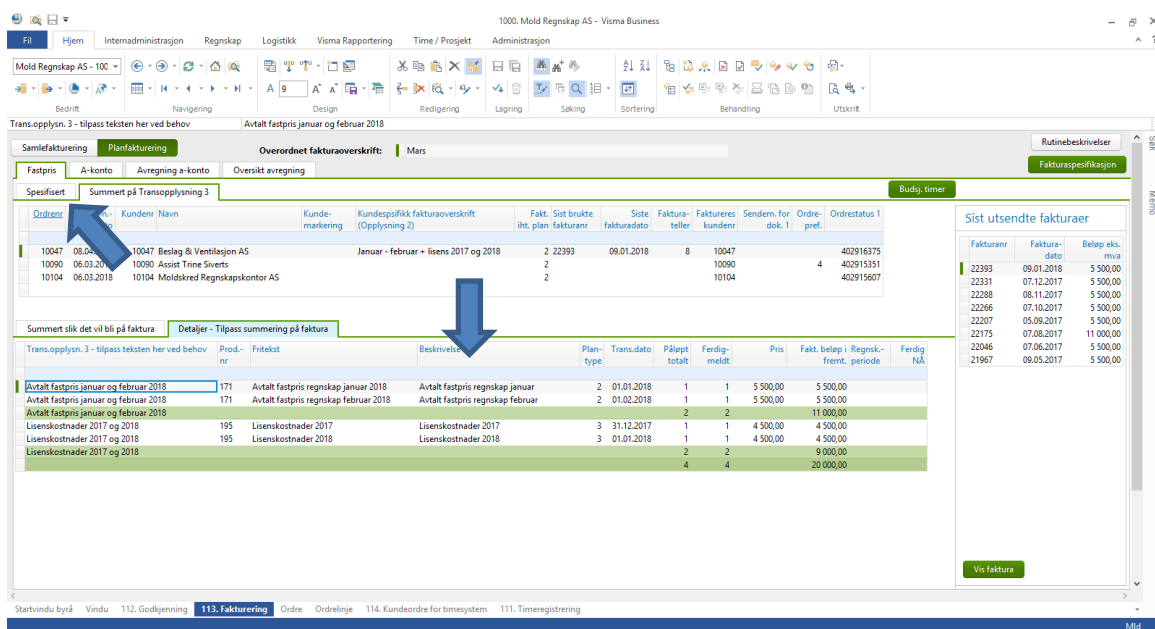 1000. Mold Regnskap AS - Visma Business
Fil Hjem Internadministrasjon Regnskap Logistikk Visma Rapportering Time / Prosjekt Administrasjon
Mold Regnskap AS - 100
A 9 A A
Bedrift Navigering Design Redigering Lagring Søking Sortering Behandling Utskrift
Trans.opplysn. 3 - tilpass teksten her ved behov Avtalt fastpris januar og februar 2018
Samlefakturering Planfakturering Overordnet fakturaoverskrift: Mars Rutinebeskrivelser
Fastpris A-konto Avregning a-konto Oversikt avregning Fakturaspesifikasjon
Spesifisert Summert på Transopplysning 3 Budsj. timer
Søk
Memo
Ordrenr Kundenr Navn Kunde- Kundespsifikk fakturaoverskrift Fakt. Sist brukte Siste Faktura- Faktureres Sendem. for Ordre- Ordrestatus 1
markering (Opplysning 2) iht. plan fakturanr fakturadato teller kundenr dok. 1 pref.
10047 10047 Beslag & Ventilasjon AS Januar - februar + lisens 2017 og 2018 2 22393 09.01.2018 8 10047 402916375
10090 06.03.2018 10090 Assist Trine Siverts 2 10090 4 402915351
10104 06.03.2018 10104 Moldskred Regnskapskontor AS 2 10104 402915607
Sist utsendte fakturaer
Fakturanr Faktura- Beløp eks.
dato mva
22393 09.01.2018 5 500,00
22331 07.12.2017 5 500,00
22288 08.11.2017 5 500,00
22266 07.10.2017 5 500,00
22207 05.09.2017 5 500,00
22175 07.08.2017 11 000,00
22046 07.06.2017 5 500,00
21967 09.05.2017 5 500,00
Summert slik det vil bli på faktura Detaljer - Tilpass summering på faktura
Trans.opplysn. 3 - tilpass teksten her ved behov Prod.- Fritekst Beskrivelse Plan- Trans.dato Påløpt Ferdig- Pris Fakt. beløp i Regnsk.- Ferdig
nr type totalt meldt fremt. periode NÅ
Avtalt fastpris januar og februar 2018 171 Avtalt fastpris regnskap januar 2018 Avtalt fastpris regnskap januar 2 01.01.2018 1 1 5 500,00 5 500,00
Avtalt fastpris januar og februar 2018 171 Avtalt fastpris regnskap februar 2018 Avtalt fastpris regnskap februar 2 01.02.2018 1 1 5 500,00 5 500,00
Avtalt fastpris januar og februar 2018 2 2 11 000,00
Lisenskostnader 2017 og 2018 195 Lisenskostnader 2017 Lisenskostnader 2017 3 31.12.2017 1 1 4 500,00 4 500,00
Lisenskostnader 2017 og 2018 195 Lisenskostnader 2018 Lisenskostnader 2018 3 01.01.2018 1 1 4 500,00 4 500,00
Lisenskostnader 2017 og 2018 2 2 9 000,00
4 4 20 000,00
Vis faktura
Startvindu byrå Vindu 112. Godkjenning 113. Fakturering Ordre Ordrelinje 114. Kundeordre for timesystem 111. Timeregistrering
Mld